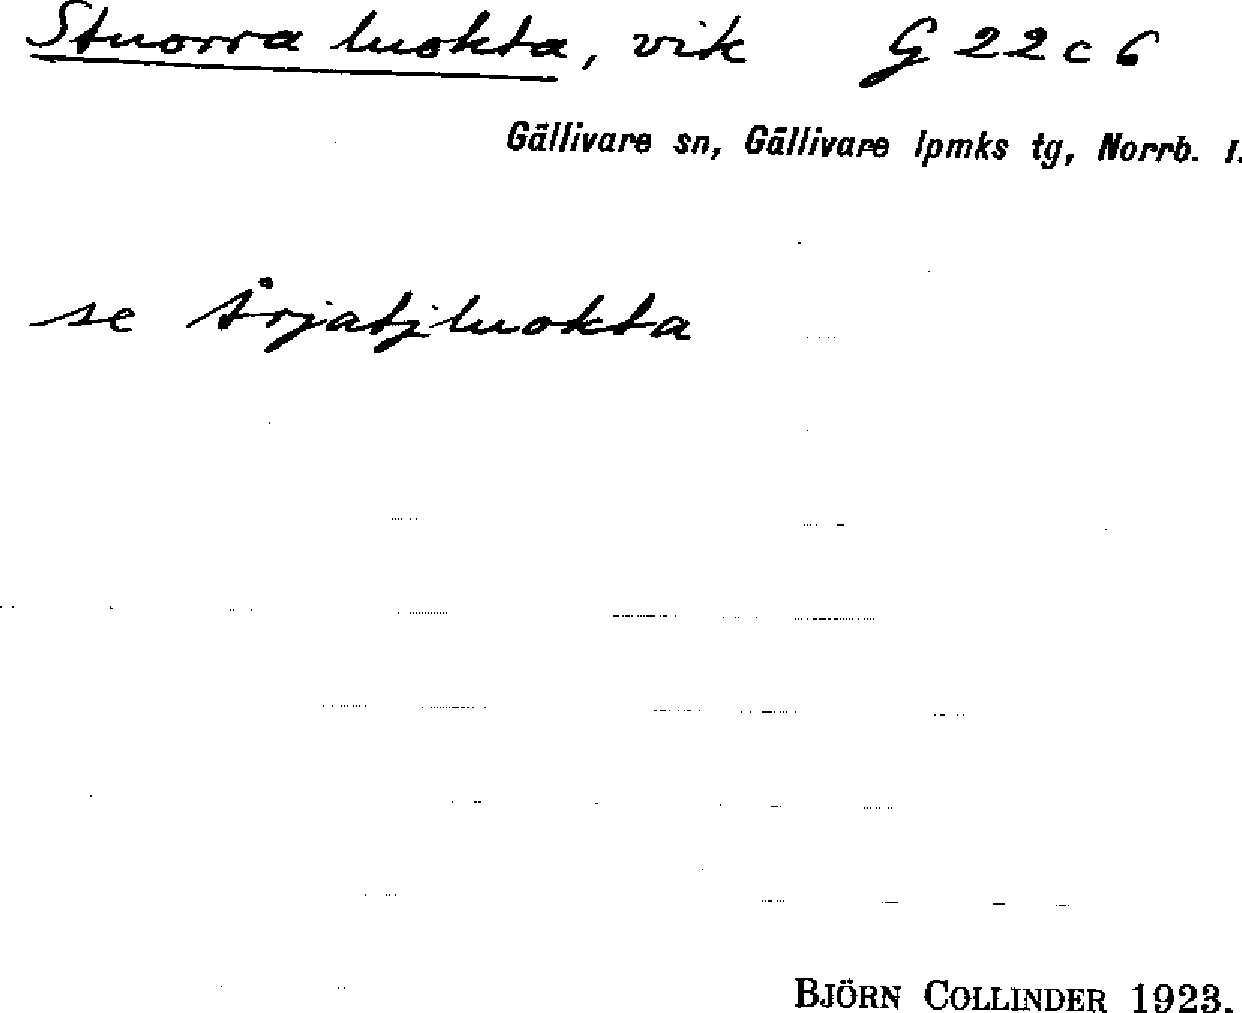 Stuorra luokta, vik G 22 c 6
Gällivare sn, Gällivare lpmks tg, Norrb. l.
se Årjatjluokta
BJÖRN COLLINDER 1923.